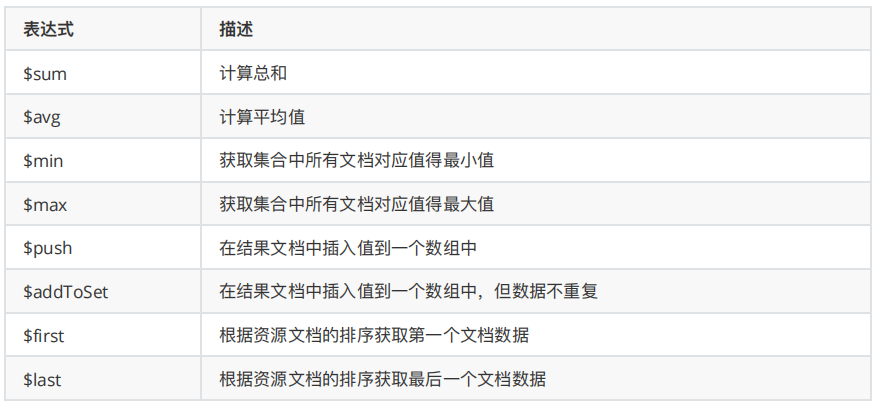 表达式 描述
$sum 计算总和
$avg 计算平均值
$min 获取集合中所有文档对应值得最小值
$max 获取集合中所有文档对应值得最大值
$push 在结果文档中插入值到一个数组中
$addToSet 在结果文档中插入值到一个数组中，但数据不重复
$first 根据资源文档的排序获取第一个文档数据
$last 根据资源文档的排序获取最后一个文档数据